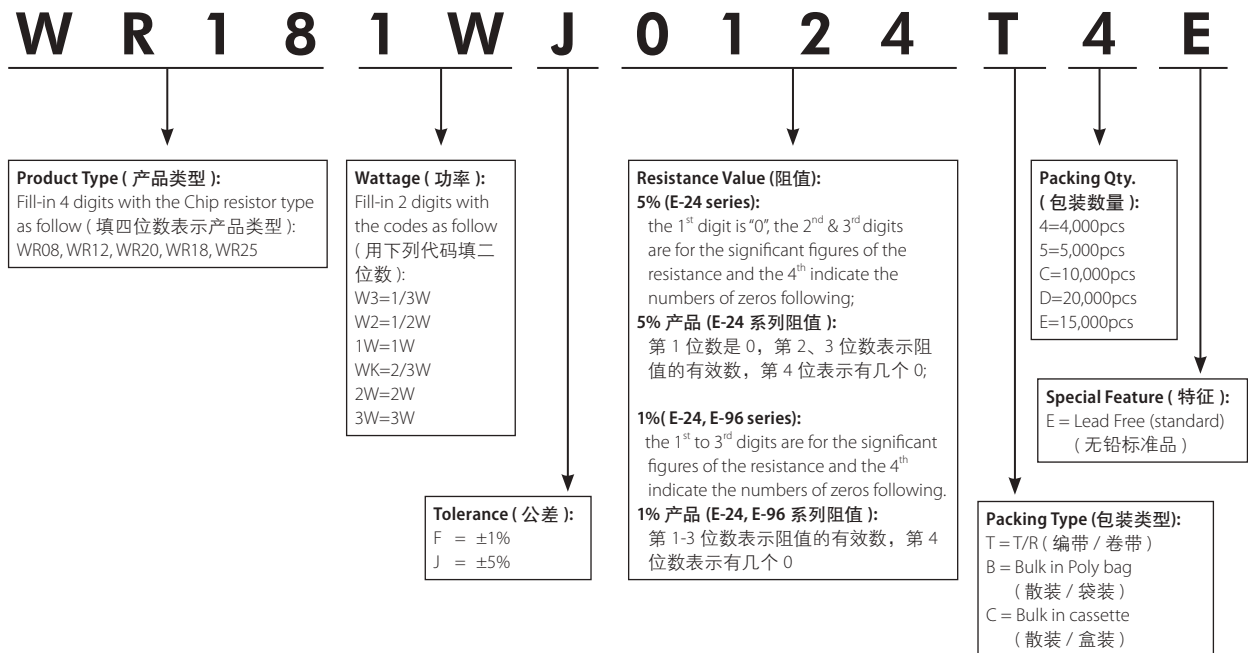 WR181WJ0124T4E
Product Type ( 产品类型 ):
Fill-in 4 digits with the Chip resistor type
as follow ( 填四位数表示产品类型 ):
WR08, WR12, WR20, WR18, WR25
Wattage ( 功率 ):
Fill-in 2 digits with
the codes as follow
( 用下列代码填二
位数 ):
W3=1/3W
W2=1/2W
1W=1W
WK=2/3W
2W=2W
3W=3W
Tolerance ( 公差 ):
F = ±1%
J = ±5%
Resistance Value (阻值):
5% (E-24 series):
the 1st digit is “0”, the 2nd & 3rd digits
are for the significant figures of the
resistance and the 4th indicate the
numbers of zeros following;
5% 产品 (E-24 系列阻值 ):
第 1 位数是 0，第 2、3 位数表示阻
值的有效数，第 4 位表示有几个 0;
1%( E-24, E-96 series):
the 1st to 3rd digits are for the significant
figures of the resistance and the 4th
indicate the numbers of zeros following.
1% 产品 (E-24, E-96 系列阻值 ):
第 1-3 位数表示阻值的有效数，第 4
位数表示有几个 0
Packing Qty.
( 包装数量 ):
4=4,000pcs
5=5,000pcs
C=10,000pcs
D=20,000pcs
E=15,000pcs
Special Feature ( 特征 ):
E = Lead Free (standard)
( 无铅标准品 )
Packing Type (包装类型):
T = T/R ( 编带 / 卷带 )
B = Bulk in Poly bag
( 散装 / 袋装 )
C = Bulk in cassette
( 散装 / 盒装 )